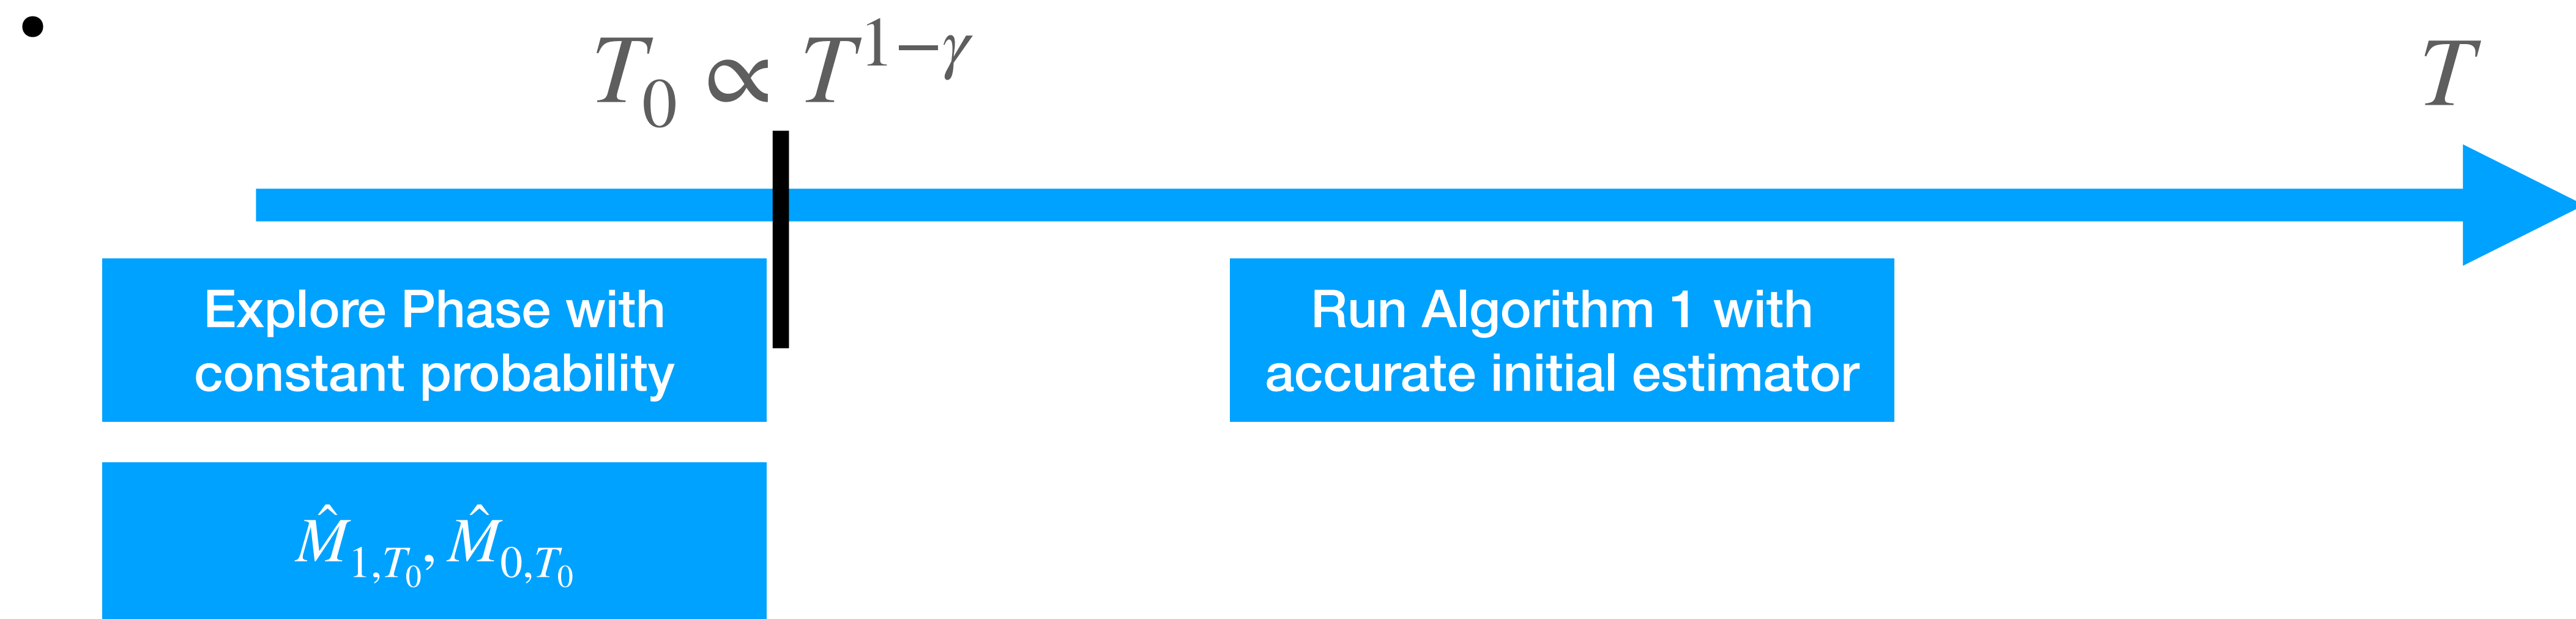 •
T₀ ∝ T^{1−γ}
T
Explore Phase with
constant probability
Run Algorithm 1 with
accurate initial estimator
M̂_{1,T₀}, M̂_{0,T₀}